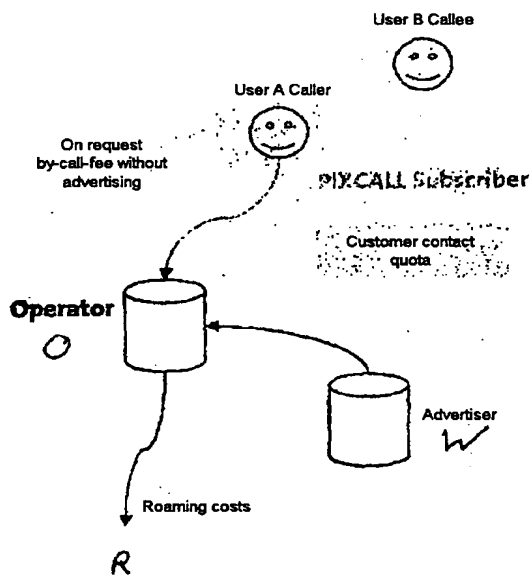 User B Callee
User A Caller
On request
by-call-fee without
advertising
PIXCALL Subscriber
Customer contact
quota
Operator
O
Advertiser
W
Roaming costs
R